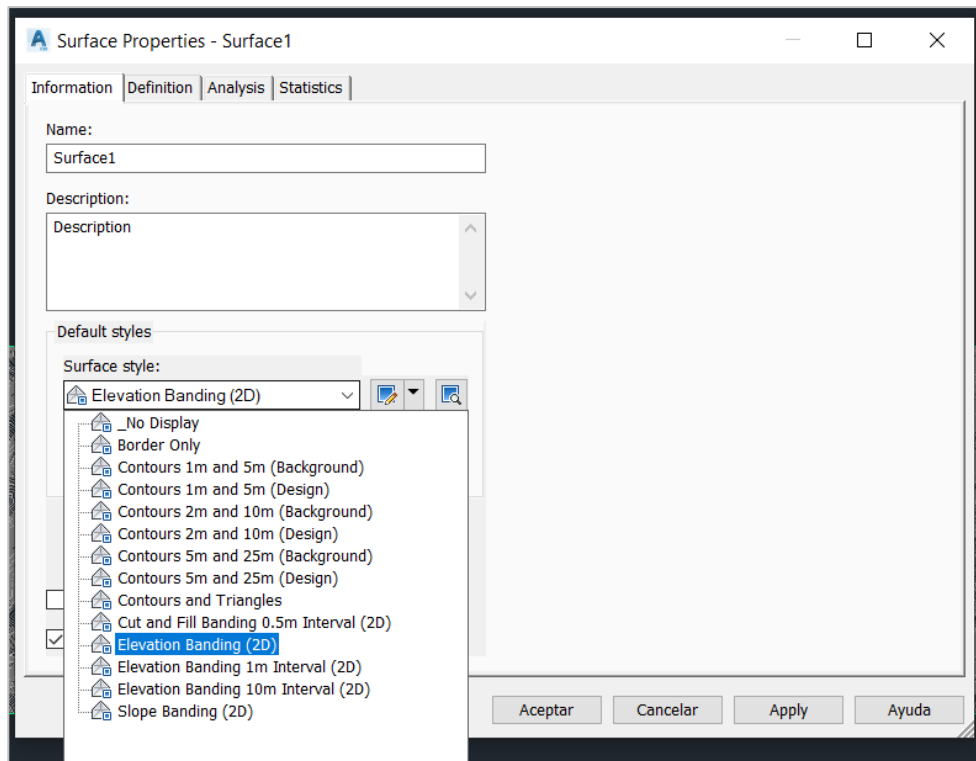 Surface Properties - Surface1
Information Definition Analysis Statistics
Name:
Surface1
Description:
Description
Default styles
Surface style:
Elevation Banding (2D)
_No Display
Border Only
Contours 1m and 5m (Background)
Contours 1m and 5m (Design)
Contours 2m and 10m (Background)
Contours 2m and 10m (Design)
Contours 5m and 25m (Background)
Contours 5m and 25m (Design)
Contours and Triangles
Cut and Fill Banding 0.5m Interval (2D)
Elevation Banding (2D)
Elevation Banding 1m Interval (2D)
Elevation Banding 10m Interval (2D)
Slope Banding (2D)
Aceptar Cancelar Apply Ayuda